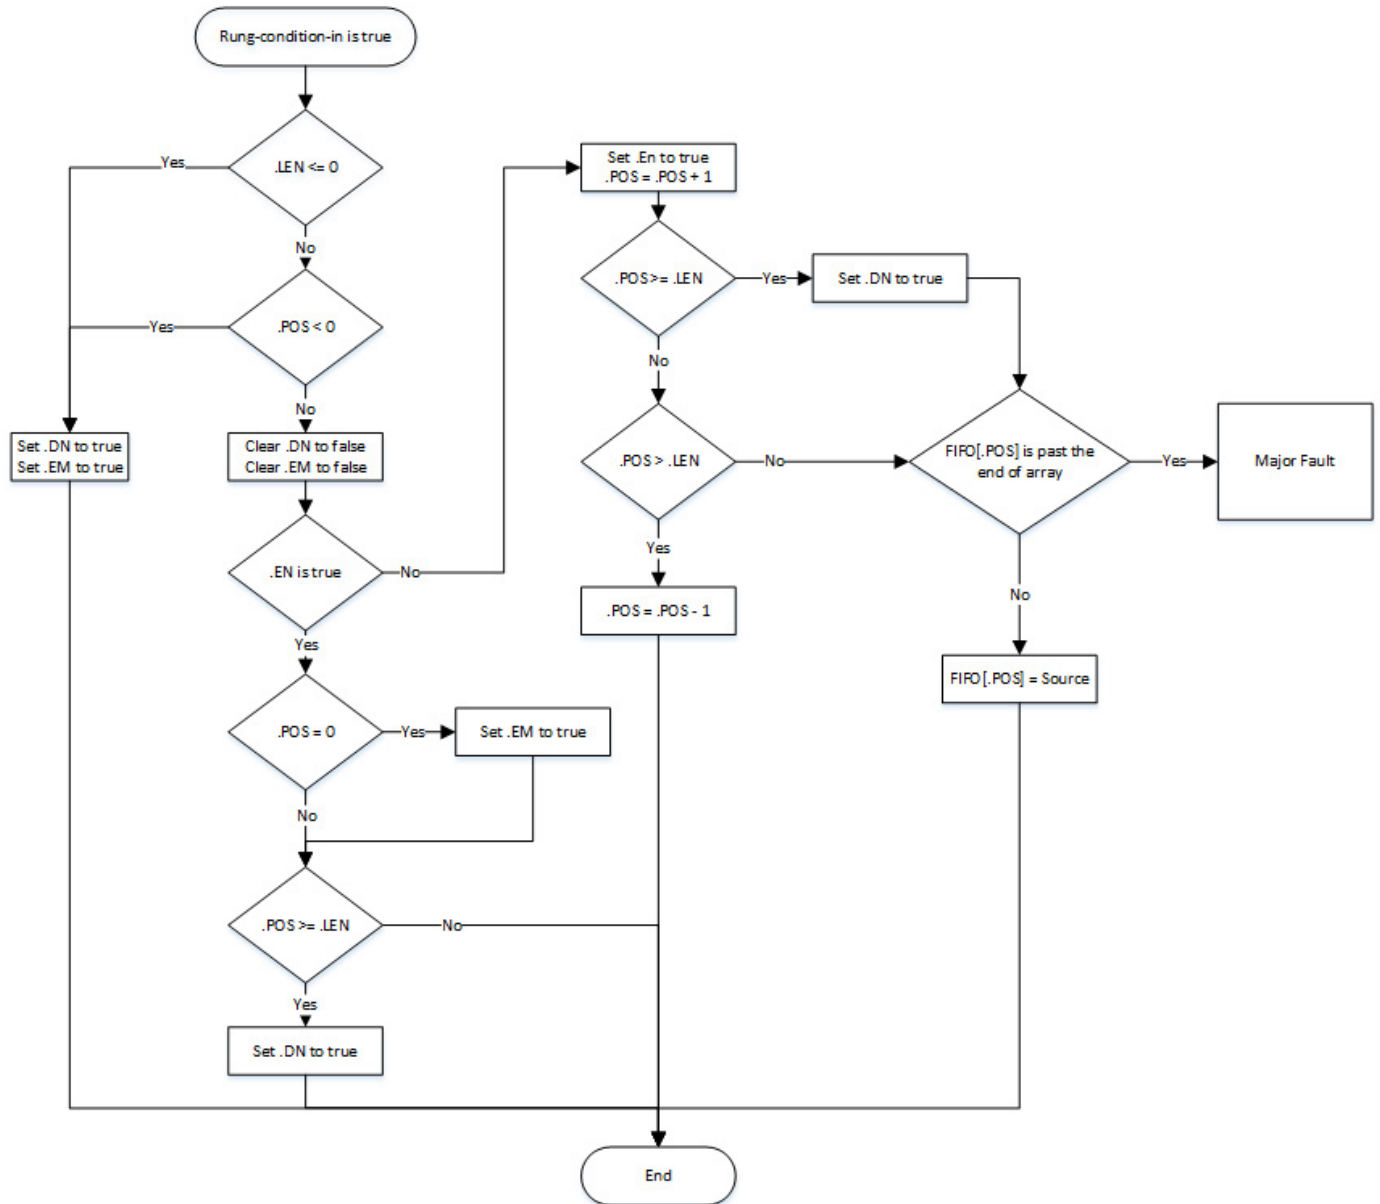 Rung-condition-in is true
.LEN <= 0
Yes
No
.POS < 0
Yes
No
Set .DN to true
Set .EM to true
Clear .DN to false
Clear .EM to false
.EN is true
No
Yes
.POS = 0
Yes
Set .EM to true
No
.POS >= .LEN
No
Yes
Set .DN to true
Set .En to true
.POS = .POS + 1
.POS >= .LEN
Yes
Set .DN to true
No
.POS > .LEN
No
Yes
.POS = .POS - 1
FIFO[.POS] is past the
end of array
Yes
Major Fault
No
FIFO[.POS] = Source
End